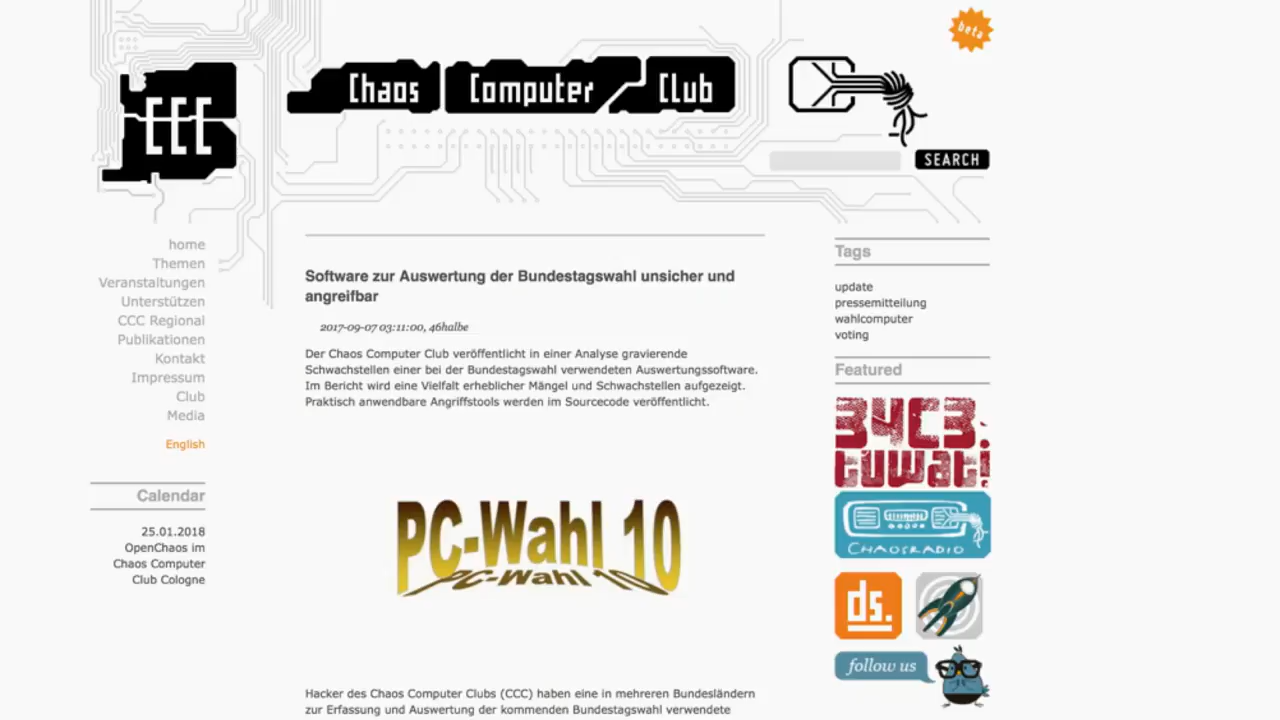 beta
CCC
Chaos Computer Club
SEARCH
home
Themen
Veranstaltungen
Unterstützen
CCC Regional
Publikationen
Kontakt
Impressum
Club
Media
English
Calendar
25.01.2018
OpenChaos im
Chaos Computer
Club Cologne
Software zur Auswertung der Bundestagswahl unsicher und
angreifbar
2017-09-07 03:11:00, 46halbe
Der Chaos Computer Club veröffentlicht in einer Analyse gravierende
Schwachstellen einer bei der Bundestagswahl verwendeten Auswertungssoftware.
Im Bericht wird eine Vielfalt erheblicher Mängel und Schwachstellen aufgezeigt.
Praktisch anwendbare Angriffstools werden im Sourcecode veröffentlicht.
PC-Wahl 10
PC-Wahl 10
Hacker des Chaos Computer Clubs (CCC) haben eine in mehreren Bundesländern
zur Erfassung und Auswertung der kommenden Bundestagswahl verwendete
Tags
update
pressemitteilung
wahlcomputer
voting
Featured
34C3.
tuwat!
CHAOSRADIO
ds.
follow us